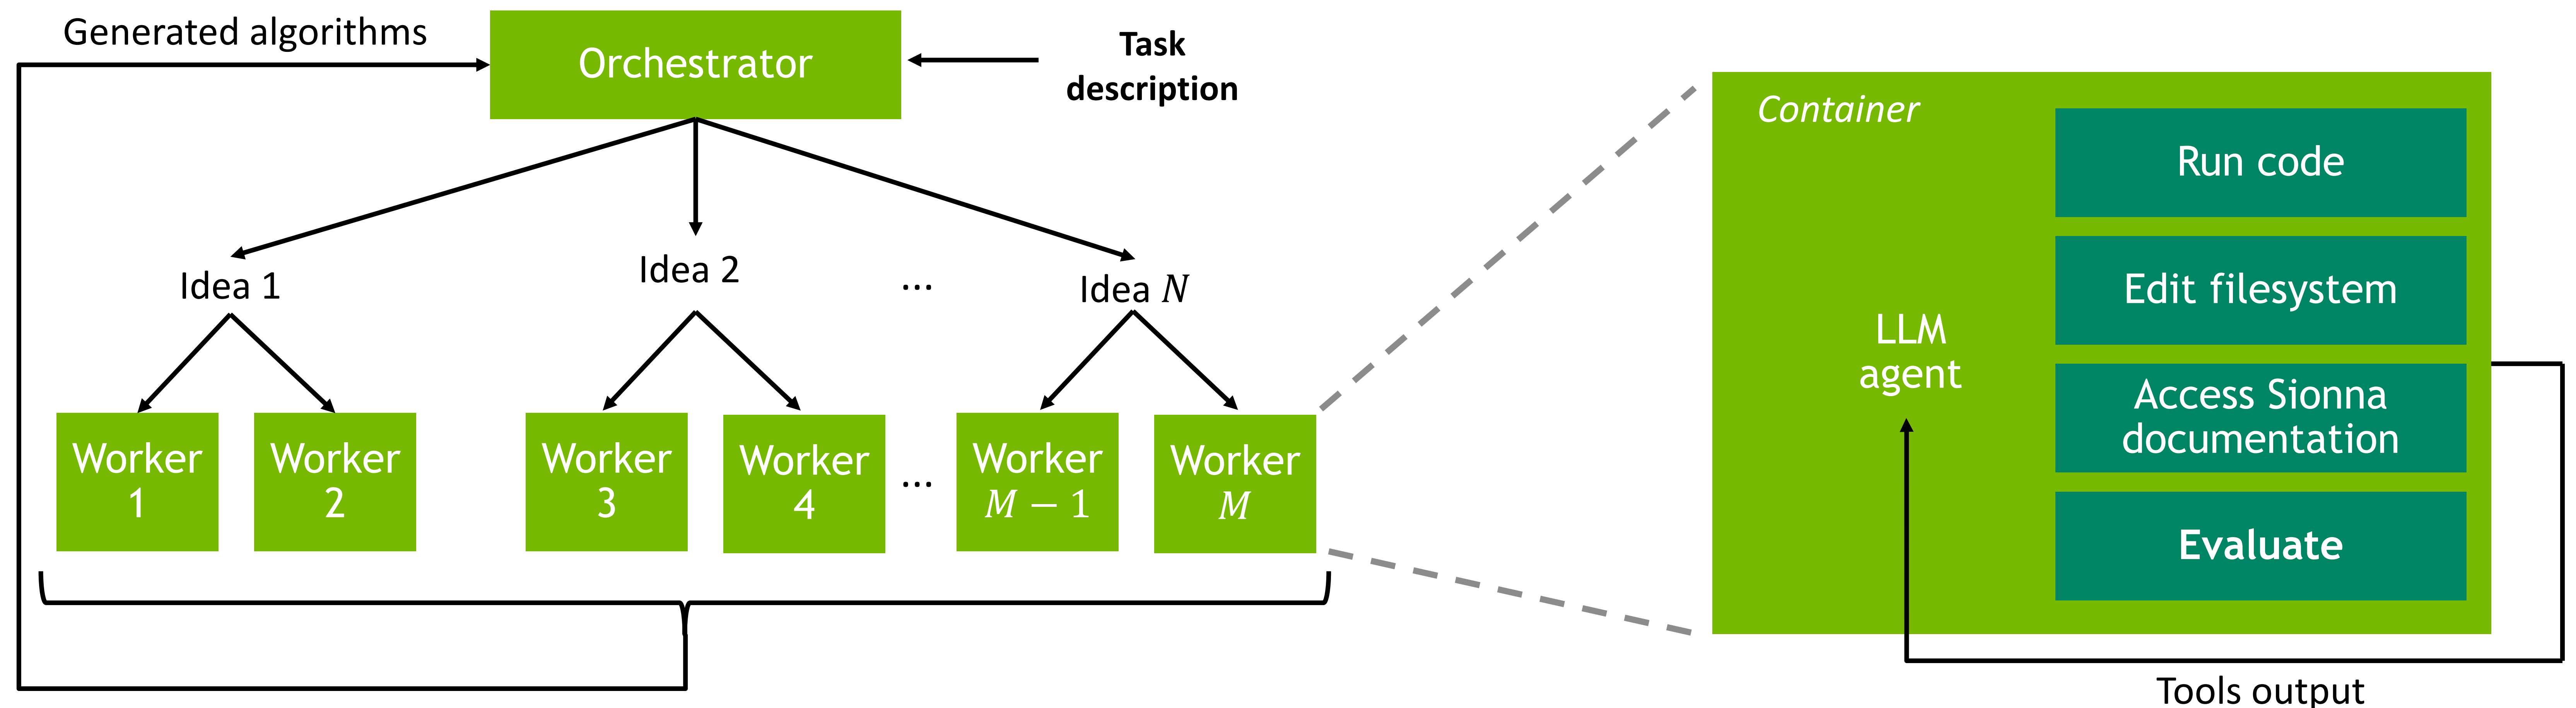 Generated algorithms
Orchestrator
Task
description
Idea 1
Idea 2
...
Idea N
Worker
1
Worker
2
Worker
3
Worker
4
...
Worker
M − 1
Worker
M
Container
LLM
agent
Run code
Edit filesystem
Access Sionna
documentation
Evaluate
Tools output